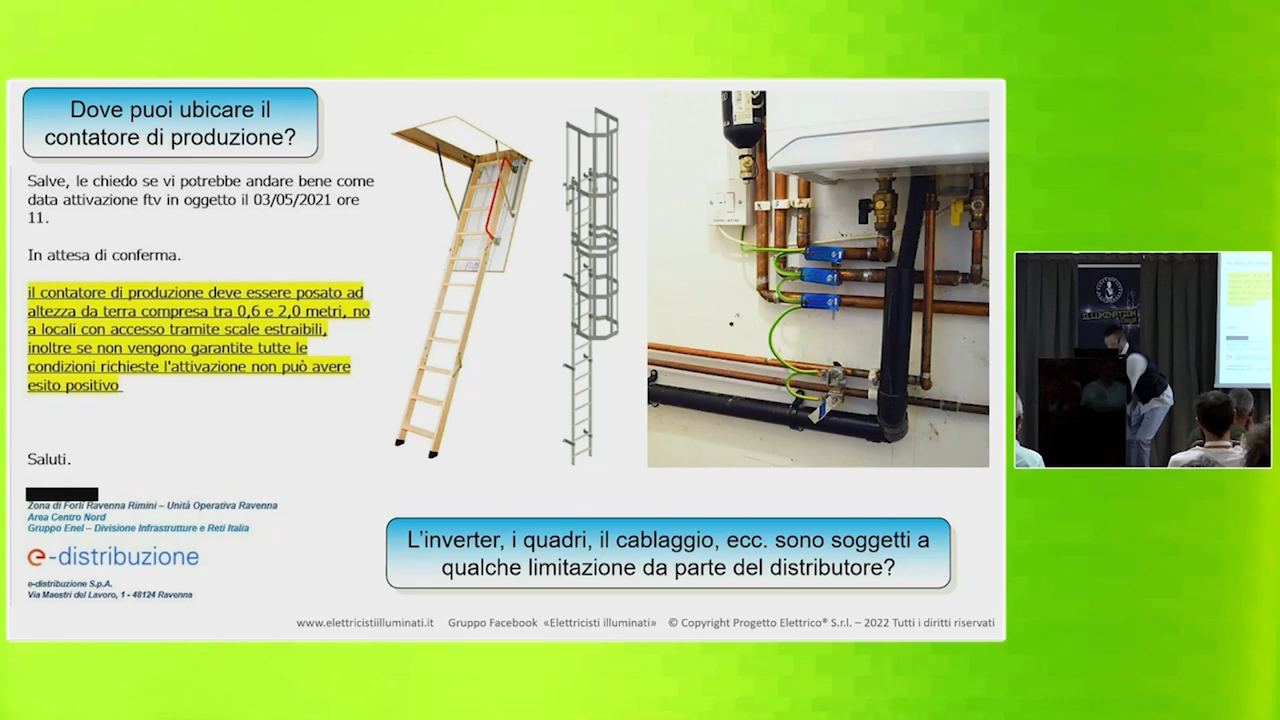 Dove puoi ubicare il
contatore di produzione?
Salve, le chiedo se vi potrebbe andare bene come
data attivazione ftv in oggetto il 03/05/2021 ore
11.
In attesa di conferma.
il contatore di produzione deve essere posato ad
altezza da terra compresa tra 0,6 e 2,0 metri, no
a locali con accesso tramite scale estraibili,
inoltre se non vengono garantite tutte le
condizioni richieste l'attivazione non può avere
esito positivo
Saluti.
Zona di Forlì Ravenna Rimini – Unità Operativa Ravenna
Area Centro Nord
Gruppo Enel – Divisione Infrastrutture e Reti Italia
e-distribuzione
e-distribuzione S.p.A.
Via Maestri del Lavoro, 1 - 48124 Ravenna
L'inverter, i quadri, il cablaggio, ecc. sono soggetti a
qualche limitazione da parte del distributore?
www.elettricistiilluminati.it Gruppo Facebook «Elettricisti illuminati» © Copyright Progetto Elettrico® S.r.l. – 2022 Tutti i diritti riservati
ILLUMINATION
Days